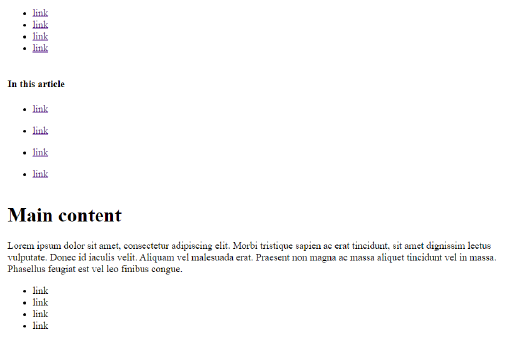 link
link
link
link
In this article
link
link
link
link
Main content
Lorem ipsum dolor sit amet, consectetur adipiscing elit. Morbi tristique sapien ac erat tincidunt, sit amet dignissim lectus
vulputate. Donec id iaculis velit. Aliquam vel malesuada erat. Praesent non magna ac massa aliquet tincidunt vel in massa.
Phasellus feugiat est vel leo finibus congue.
link
link
link
link